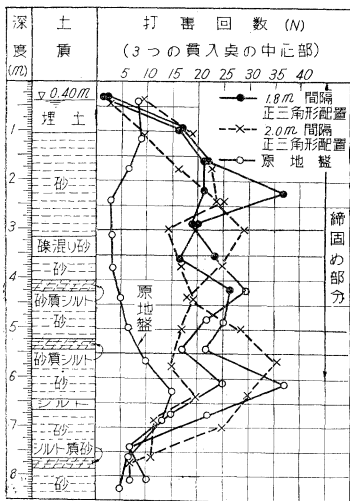 深度(m)
土質
打撃回数 (N)
(3つの貫入点の中心部)
5 10 15 20 25 30 40
▽ 0.40m
1.8m 間隔
正三角形配置
2.0m 間隔
正三角形配置
原地盤
0
埋土
1
2
砂
3
礫混り砂
4
砂
砂質シルト
原地盤
5
砂
砂質シルト
6
砂
シルト
7
砂
シルト質砂
8
砂
締固め部分